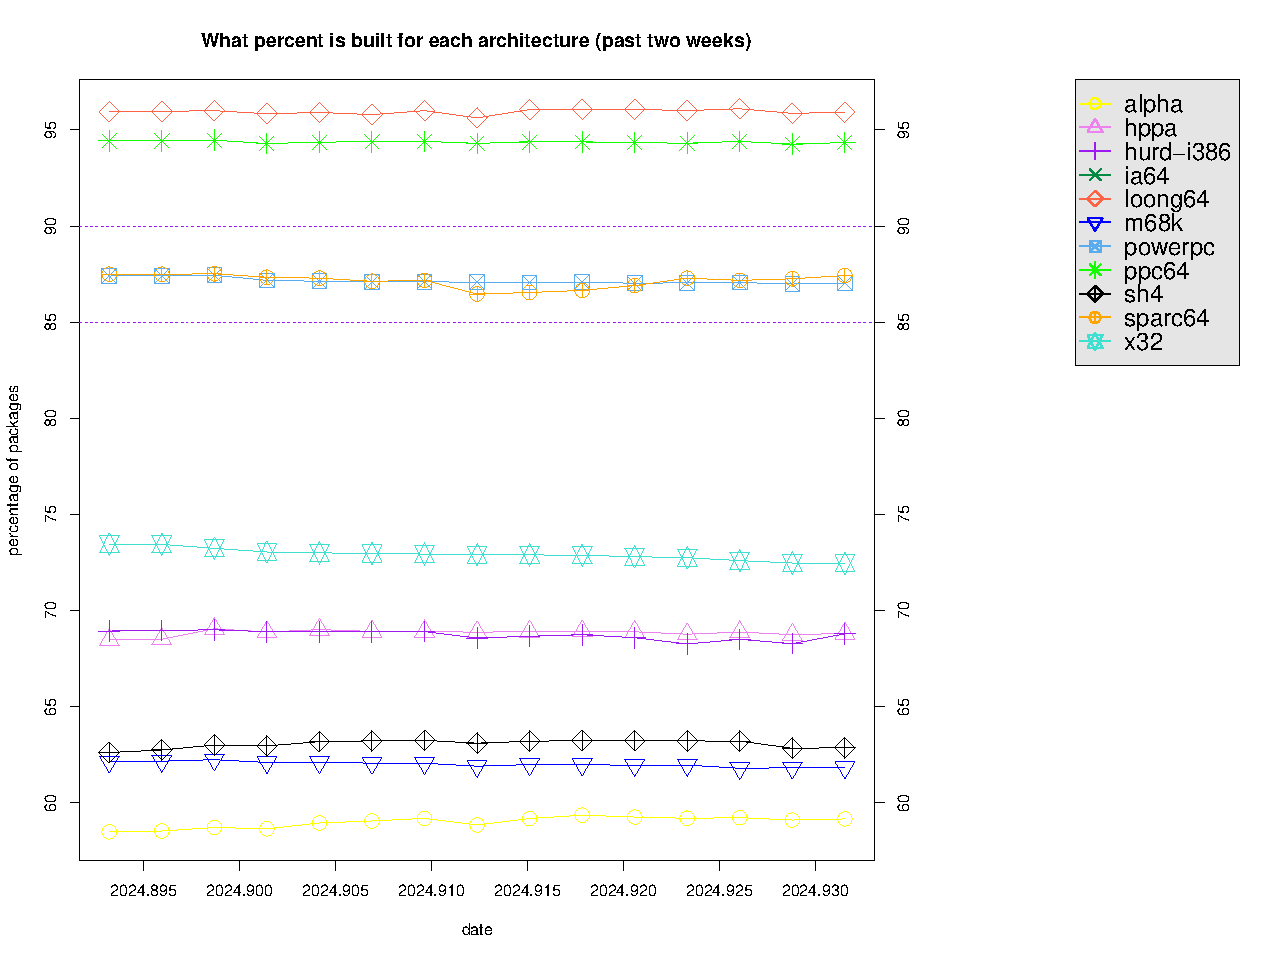 What percent is built for each architecture (past two weeks)
percentage of packages
95
90
85
80
75
70
65
60
95
90
85
80
75
70
65
60
2024.895 2024.900 2024.905 2024.910 2024.915 2024.920 2024.925 2024.930
date
alpha
hppa
hurd−i386
ia64
loong64
m68k
powerpc
ppc64
sh4
sparc64
x32